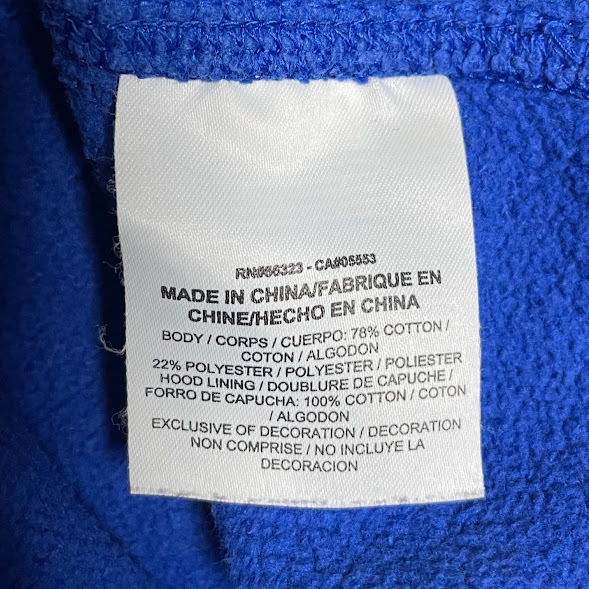 RN#56323 - CA#05553
MADE IN CHINA/FABRIQUE EN
CHINE/HECHO EN CHINA
BODY / CORPS / CUERPO: 78% COTTON /
COTON / ALGODON
22% POLYESTER / POLYESTER / POLIESTER
HOOD LINING / DOUBLURE DE CAPUCHE /
FORRO DE CAPUCHA: 100% COTTON / COTON
/ ALGODON
EXCLUSIVE OF DECORATION / DECORATION
NON COMPRISE / NO INCLUYE LA
DECORACION